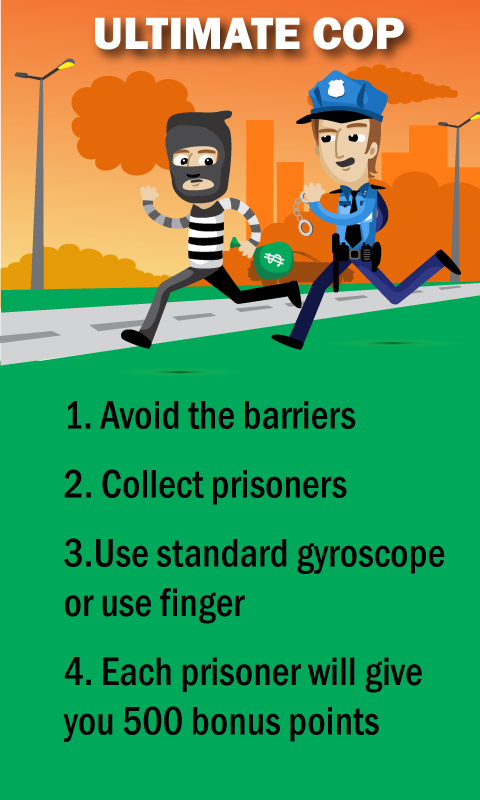 ULTIMATE COP
$
1. Avoid the barriers
2. Collect prisoners
3.Use standard gyroscope
or use finger
4. Each prisoner will give
you 500 bonus points